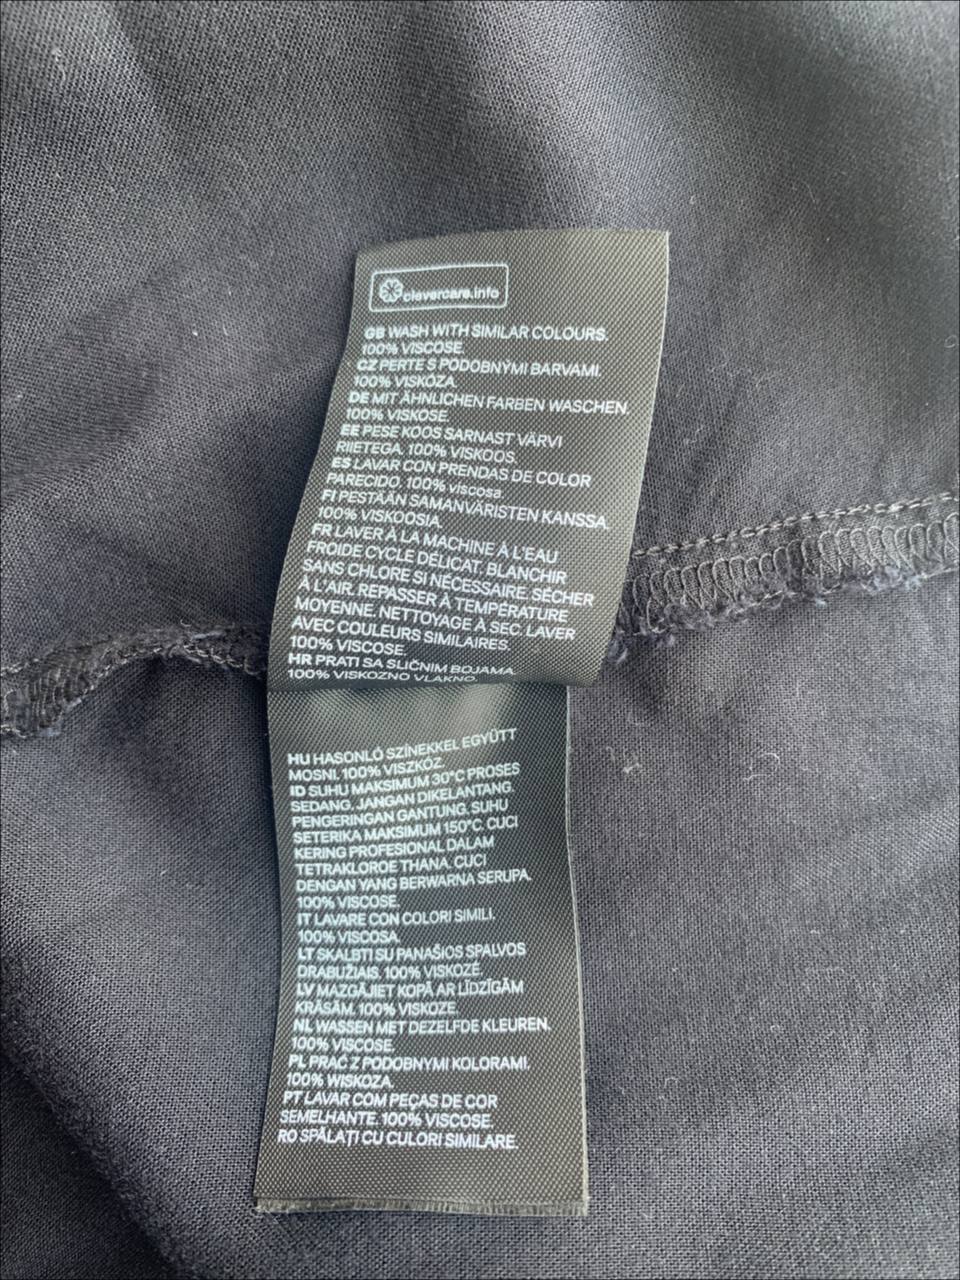 clevercare.info
GB WASH WITH SIMILAR COLOURS.
100% VISCOSE.
CZ PERTE S PODOBNÝMI BARVAMI.
100% VISKÓZA.
DE MIT ÄHNLICHEN FARBEN WASCHEN.
100% VISKOSE.
EE PESE KOOS SARNAST VÄRVI
RIIETEGA. 100% VISKOOS.
ES LAVAR CON PRENDAS DE COLOR
PARECIDO. 100% viscosa.
FI PESTÄÄN SAMANVÄRISTEN KANSSA.
100% VISKOOSIA.
FR LAVER À LA MACHINE À L'EAU
FROIDE CYCLE DÉLICAT. BLANCHIR
SANS CHLORE SI NÉCESSAIRE. SÉCHER
À L'AIR. REPASSER À TEMPÉRATURE
MOYENNE. NETTOYAGE À SEC. LAVER
AVEC COULEURS SIMILAIRES.
100% VISCOSE.
HR PRATI SA SLIČNIM BOJAMA.
100% VISKOZNO VLAKNO.
HU HASONLÓ SZÍNEKKEL EGYÜTT
MOSNI. 100% VISZKÓZ.
ID SUHU MAKSIMUM 30°C PROSES
SEDANG. JANGAN DIKELANTANG.
PENGERINGAN GANTUNG. SUHU
SETERIKA MAKSIMUM 150°C. CUCI
KERING PROFESIONAL DALAM
TETRAKLOROETHANA. CUCI
DENGAN YANG BERWARNA SERUPA.
100% VISCOSE.
IT LAVARE CON COLORI SIMILI.
100% VISCOSA.
LT SKALBTI SU PANAŠIOS SPALVOS
DRABUŽIAIS. 100% VISKOZĖ.
LV MAZGĀJIET KOPĀ AR LĪDZĪGĀM
KRĀSĀM. 100% VISKOZE.
NL WASSEN MET DEZELFDE KLEUREN.
100% VISCOSE.
PL PRAĆ Z PODOBNYMI KOLORAMI.
100% WISKOZA.
PT LAVAR COM PEÇAS DE COR
SEMELHANTE. 100% VISCOSE.
RO SPĂLAȚI CU CULORI SIMILARE.